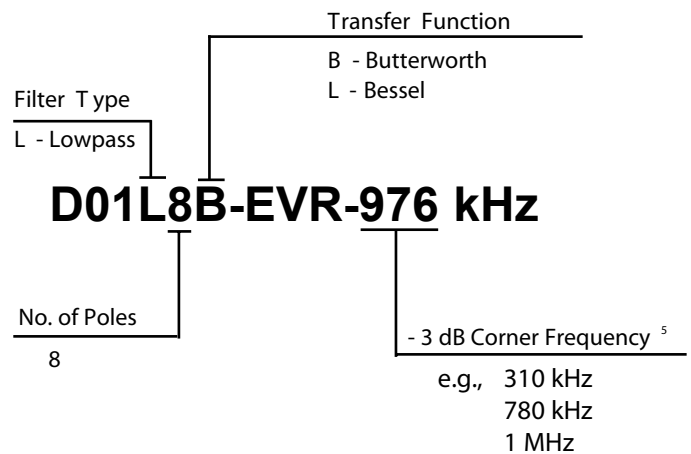 Transfer Function
B - Butterworth
L - Bessel
Filter T ype
L - Lowpass
D01L8B-EVR-976 kHz
No. of Poles
8
- 3 dB Corner Frequency 5
e.g., 310 kHz
780 kHz
1 MHz